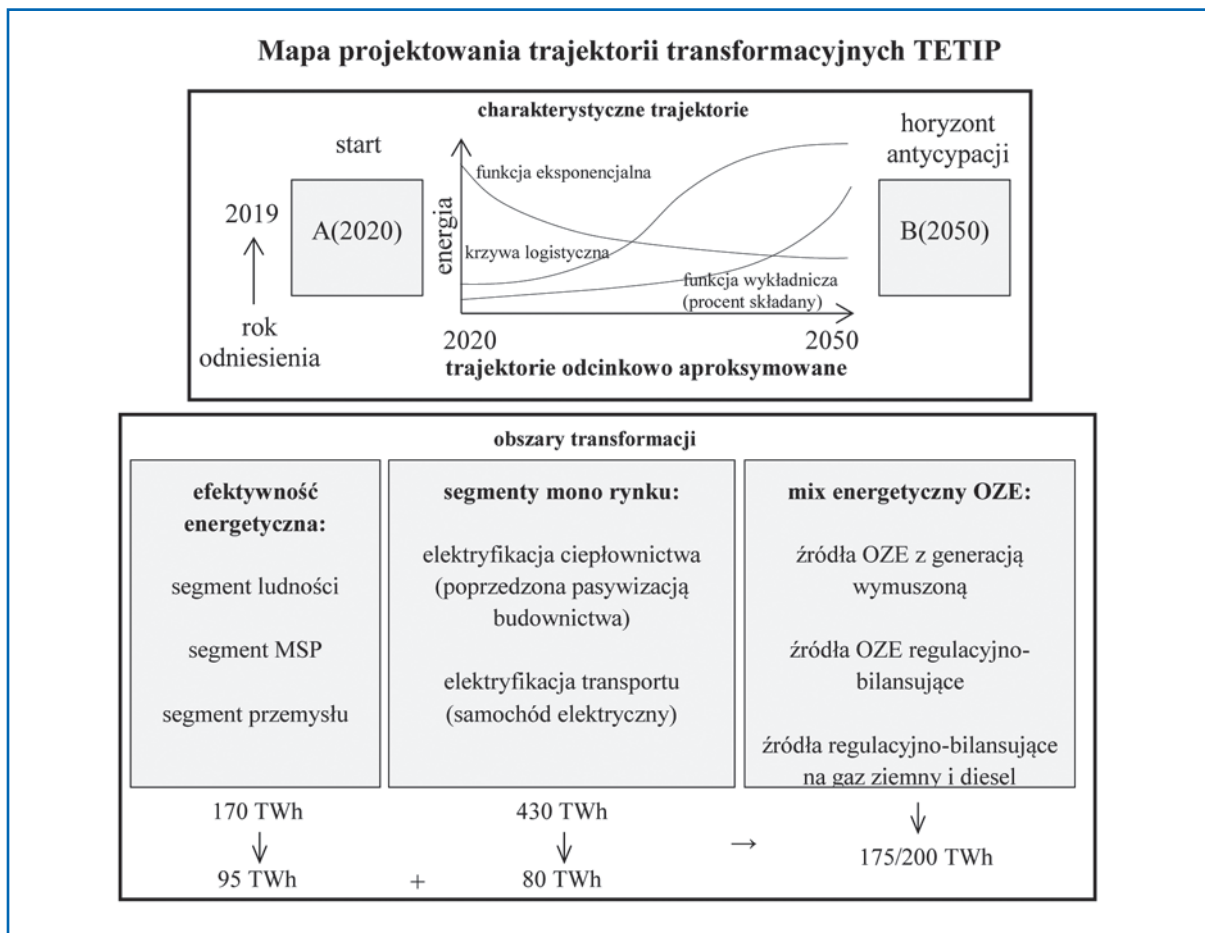 Mapa projektowania trajektorii transformacyjnych TETIP
charakterystyczne trajektorie
start
horyzont
antycypacji
2019
A(2020)
B(2050)
rok
odniesienia
energia
funkcja eksponencjalna
krzywa logistyczna
funkcja wykładnicza
(procent składany)
2020
2050
trajektorie odcinkowo aproksymowane
obszary transformacji
efektywność
energetyczna:
segment ludności
segment MSP
segment przemysłu
segmenty mono rynku:
elektryfikacja ciepłownictwa
(poprzedzona pasywizacją
budownictwa)
elektryfikacja transportu
(samochód elektryczny)
mix energetyczny OZE:
źródła OZE z generacją
wymuszoną
źródła OZE regulacyjno-
bilansujące
źródła regulacyjno-bilansujące
na gaz ziemny i diesel
170 TWh
430 TWh
→
175/200 TWh
95 TWh
+
80 TWh